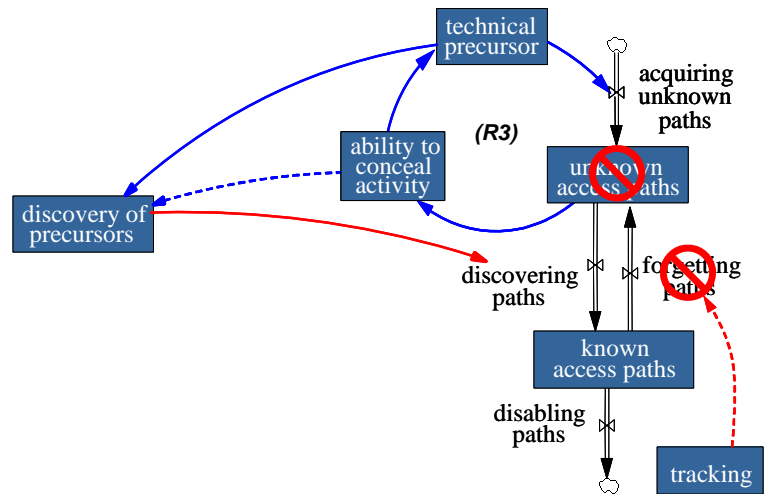 technical
precursor
acquiring
unknown
paths
(R3)
ability to
conceal
activity
unknown
access paths
discovery of
precursors
discovering
paths
forgetting
paths
known
access paths
disabling
paths
tracking